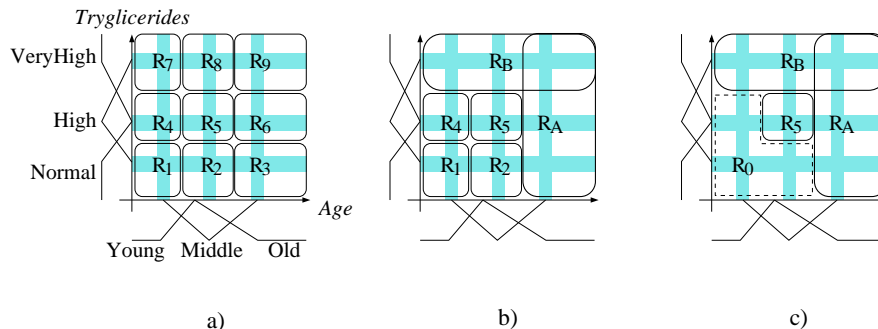 Tryglicerides
VeryHigh
R7 R8 R9
High
R4 R5 R6
Normal
R1 R2 R3
Age
Young Middle Old
a)
RB
R4 R5 RA
R1 R2
b)
RB
R5 RA
R0
c)